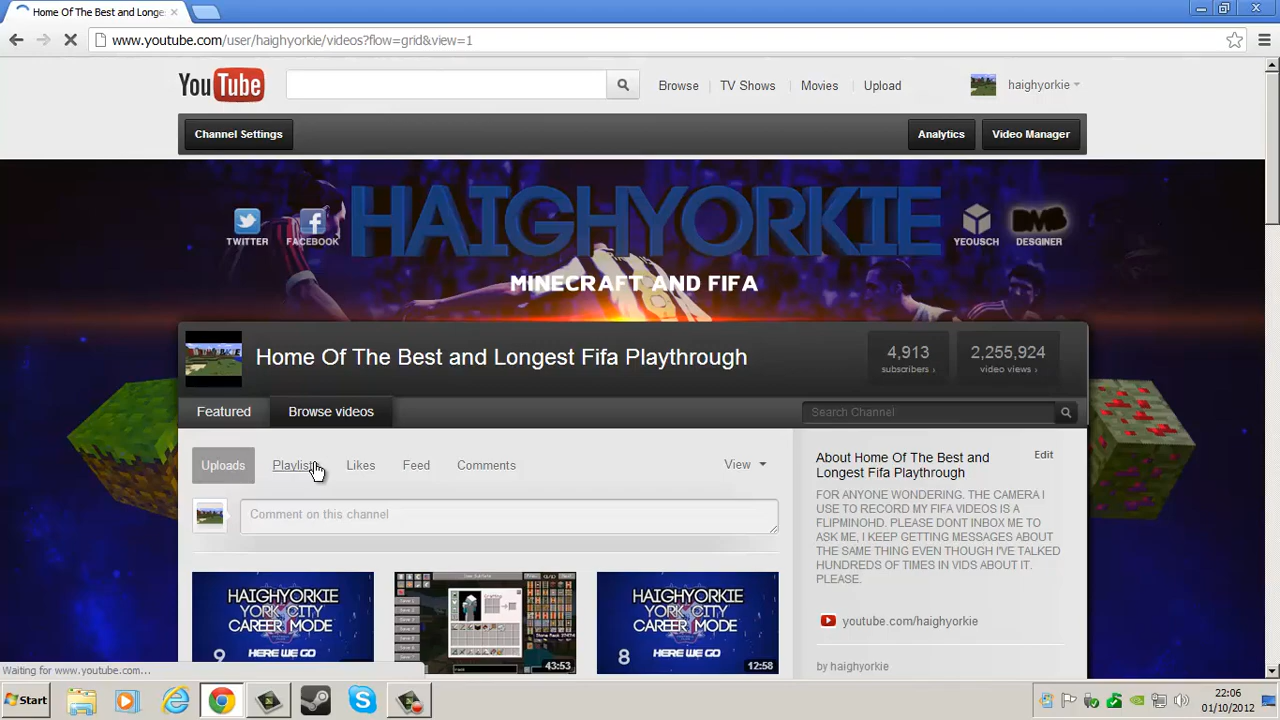 Home Of The Best and Longe
www.youtube.com/user/haighyorkie/videos?flow=grid&view=1
YouTube
Browse TV Shows Movies Upload
haighyorkie
Channel Settings
Analytics Video Manager
TWITTER FACEBOOK
HAIGHYORKIE
MINECRAFT AND FIFA
YEOUSCH DMB DESGINER
Home Of The Best and Longest Fifa Playthrough
4,913 subscribers ›
2,255,924 video views ›
Featured Browse videos
Search Channel
Uploads Playlists Likes Feed Comments View
Comment on this channel
About Home Of The Best and
Longest Fifa Playthrough
Edit
FOR ANYONE WONDERING. THE CAMERA I
USE TO RECORD MY FIFA VIDEOS IS A
FLIPMINOHD. PLEASE DONT INBOX ME TO
ASK ME, I KEEP GETTING MESSAGES ABOUT
THE SAME THING EVEN THOUGH I'VE TALKED
HUNDREDS OF TIMES IN VIDS ABOUT IT.
PLEASE.
youtube.com/haighyorkie
by haighyorkie
HAIGHYORKIE
YORK CITY
CAREER MODE
9 HERE WE GO
43:53
HAIGHYORKIE
YORK CITY
CAREER MODE
8 HERE WE GO
12:58
Waiting for www.youtube.com...
Start
22:06
01/10/2012